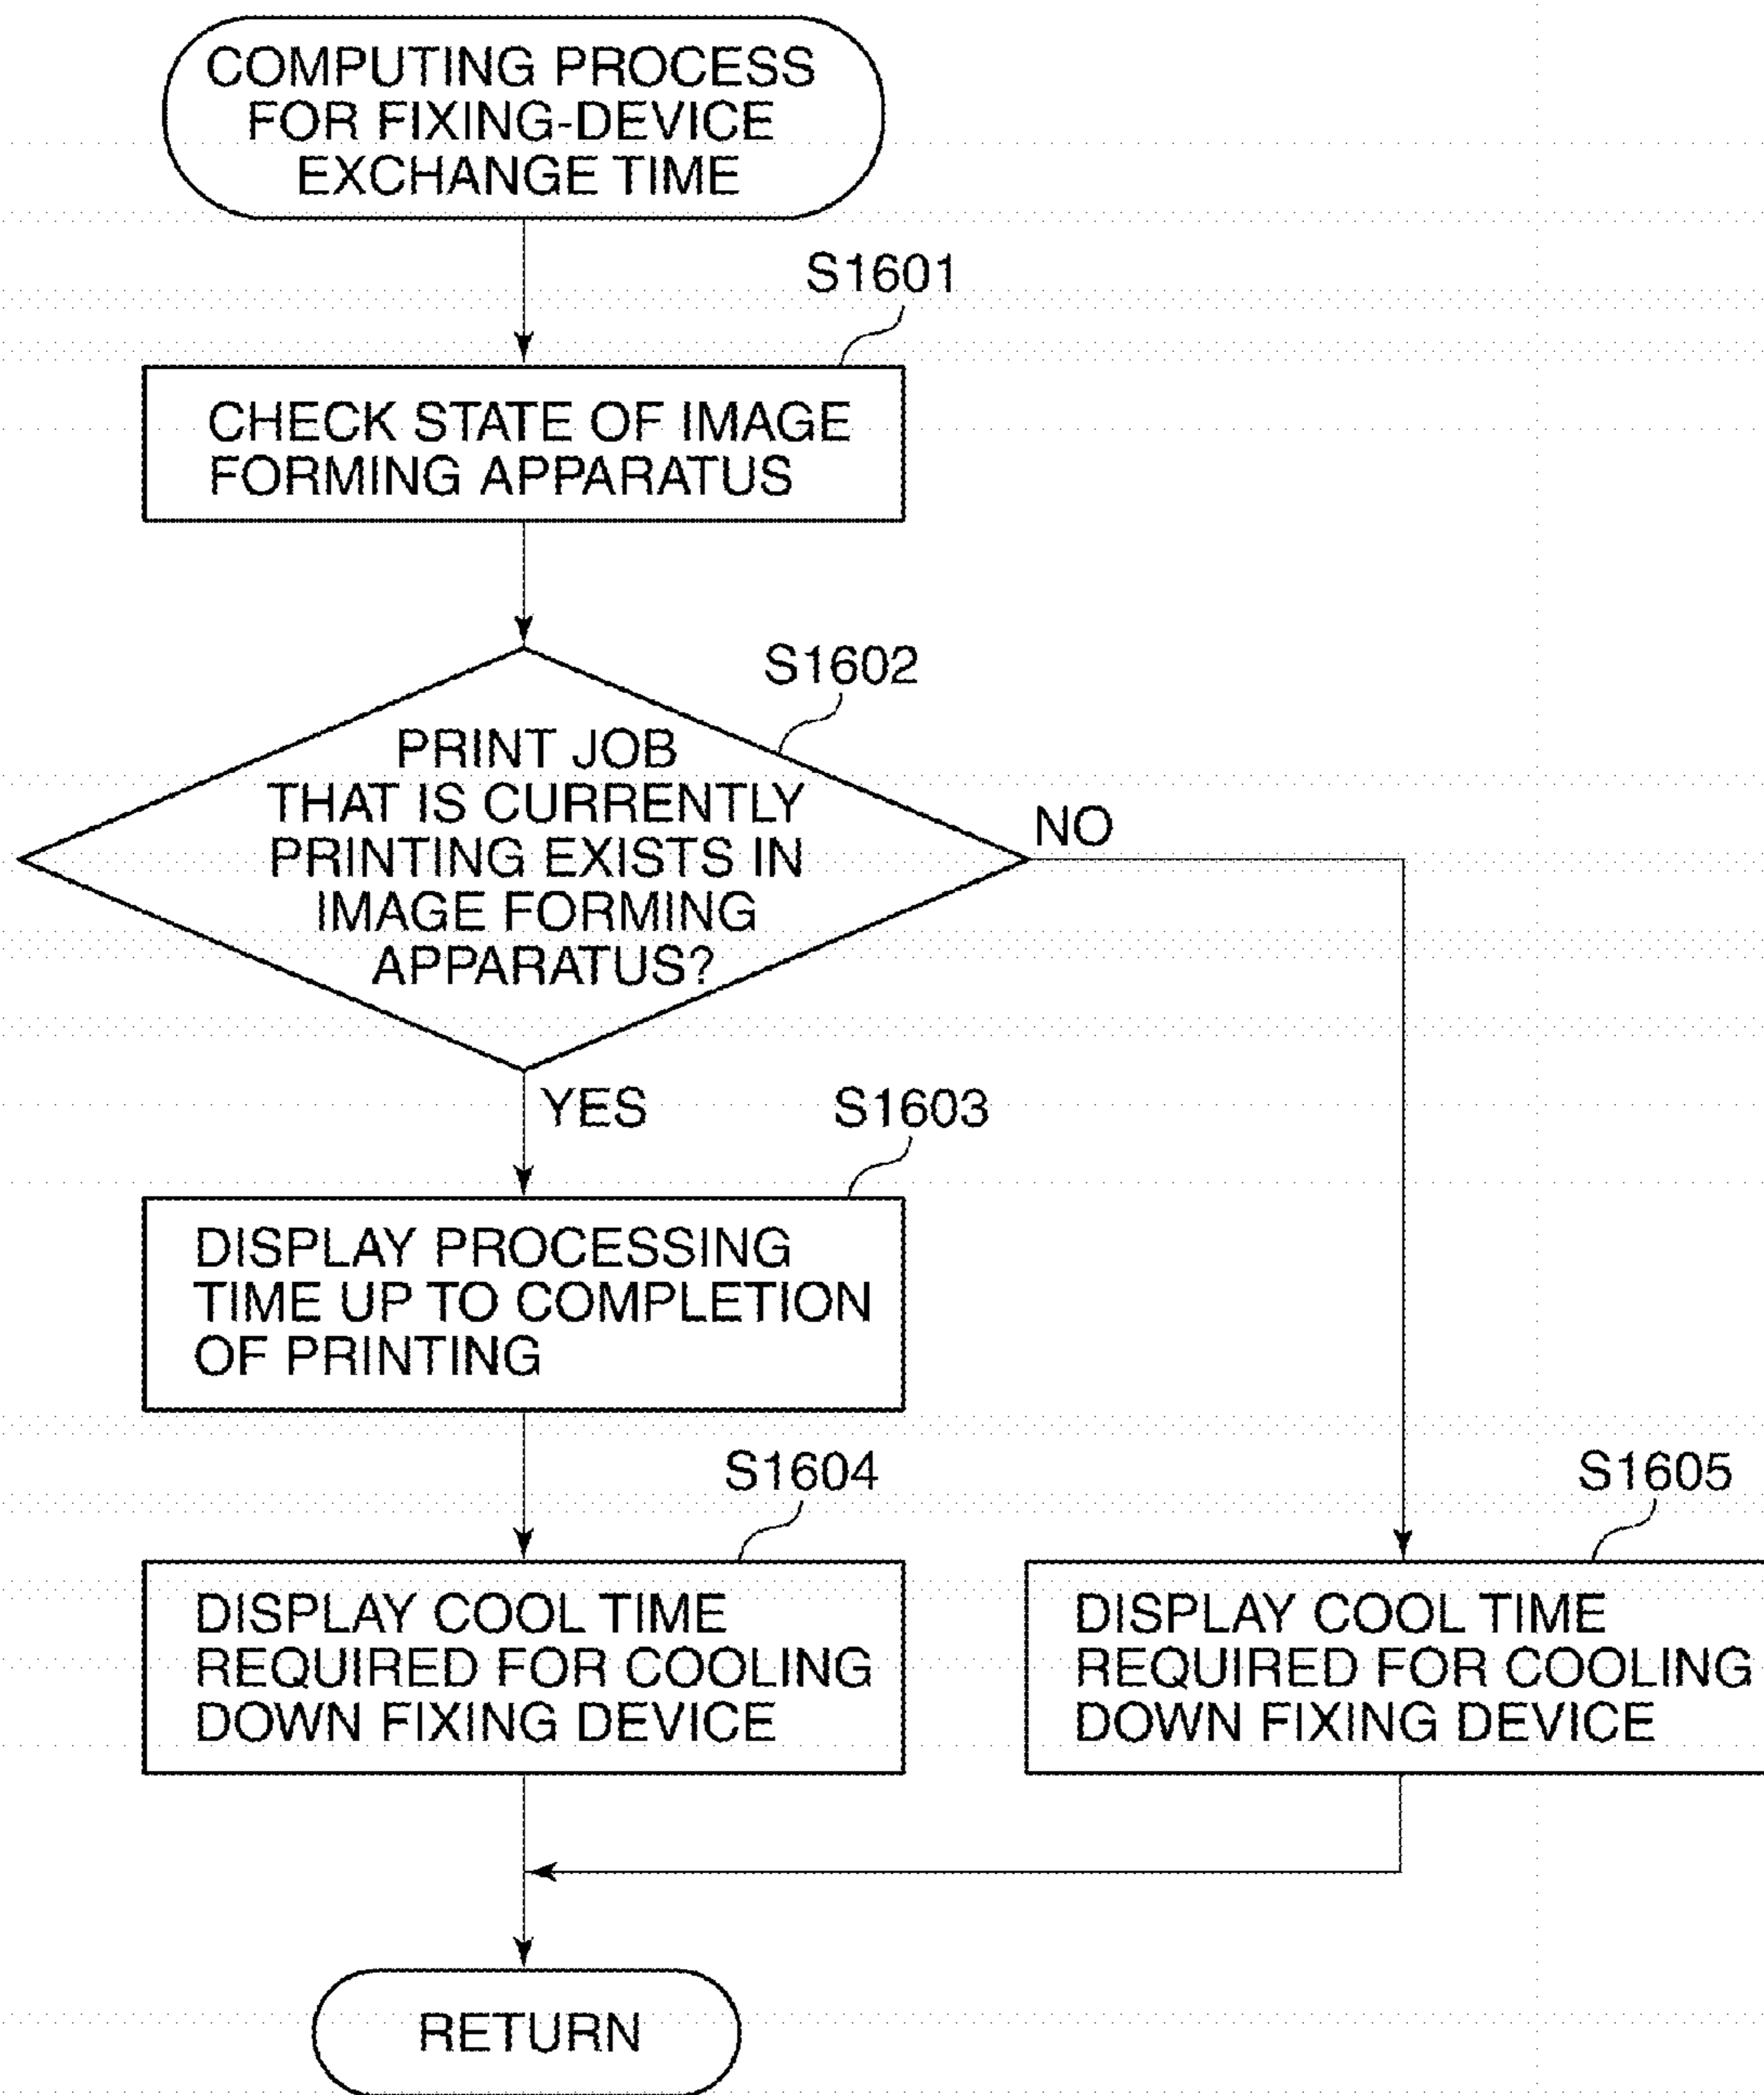 COMPUTING PROCESS
FOR FIXING-DEVICE
EXCHANGE TIME
S1601
CHECK STATE OF IMAGE
FORMING APPARATUS
S1602
PRINT JOB
THAT IS CURRENTLY
PRINTING EXISTS IN
IMAGE FORMING
APPARATUS?
NO
YES
S1603
DISPLAY PROCESSING
TIME UP TO COMPLETION
OF PRINTING
S1604
DISPLAY COOL TIME
REQUIRED FOR COOLING
DOWN FIXING DEVICE
S1605
DISPLAY COOL TIME
REQUIRED FOR COOLING
DOWN FIXING DEVICE
RETURN